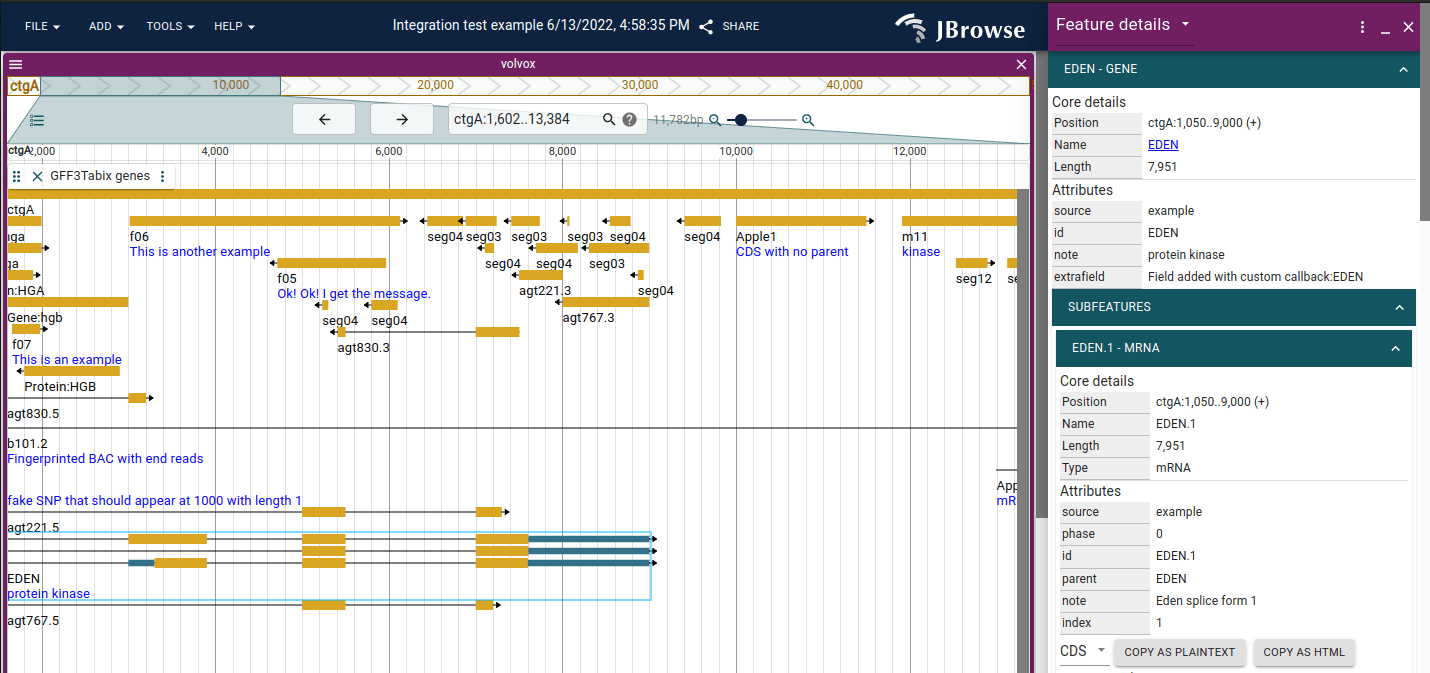 FILE ADD TOOLS HELP Integration test example 6/13/2022, 4:58:35 PM SHARE JBrowse
volvox
ctgA 10,000 20,000 30,000 40,000
ctgA:1,602..13,384 11,782bp
ctgA 2,000 4,000 6,000 8,000 10,000 12,000
GFF3Tabix genes
ctgA
f06 seg04 seg03 seg03 seg03 seg04 seg04 Apple1 m11
This is another example CDS with no parent kinase
seg04 seg04 seg03
seg12
f05 agt221.3 seg04
n:HGA
Ok! Ok! I get the message.
Gene:hgb seg04 seg04 agt767.3
f07 agt830.3
This is an example
Protein:HGB
agt830.5
b101.2
Fingerprinted BAC with end reads
App
fake SNP that should appear at 1000 with length 1 mR
agt221.5
EDEN
protein kinase
agt767.5
Feature details
EDEN - GENE
Core details
Position ctgA:1,050..9,000 (+)
Name EDEN
Length 7,951
Attributes
source example
id EDEN
note protein kinase
extrafield Field added with custom callback:EDEN
SUBFEATURES
EDEN.1 - MRNA
Core details
Position ctgA:1,050..9,000 (+)
Name EDEN.1
Length 7,951
Type mRNA
Attributes
source example
phase 0
id EDEN.1
parent EDEN
note Eden splice form 1
index 1
CDS COPY AS PLAINTEXT COPY AS HTML